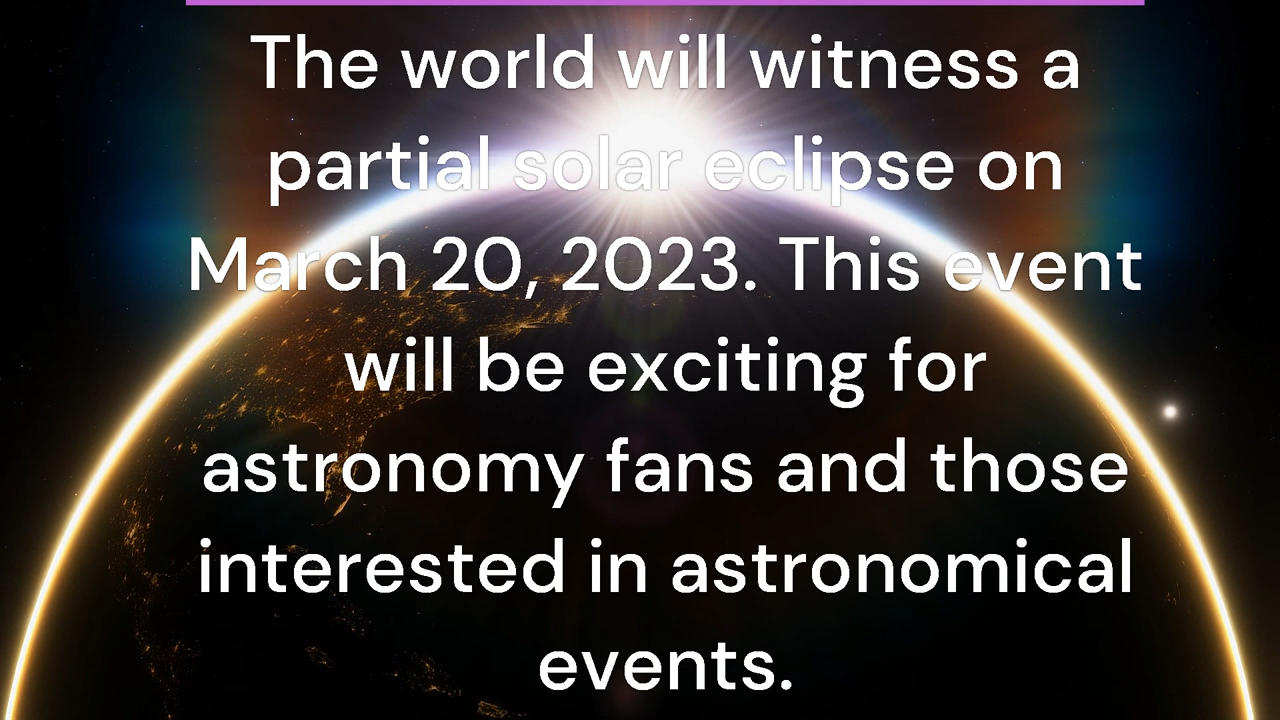 The world will witness a
partial solar eclipse on
March 20, 2023. This event
will be exciting for
astronomy fans and those
interested in astronomical
events.